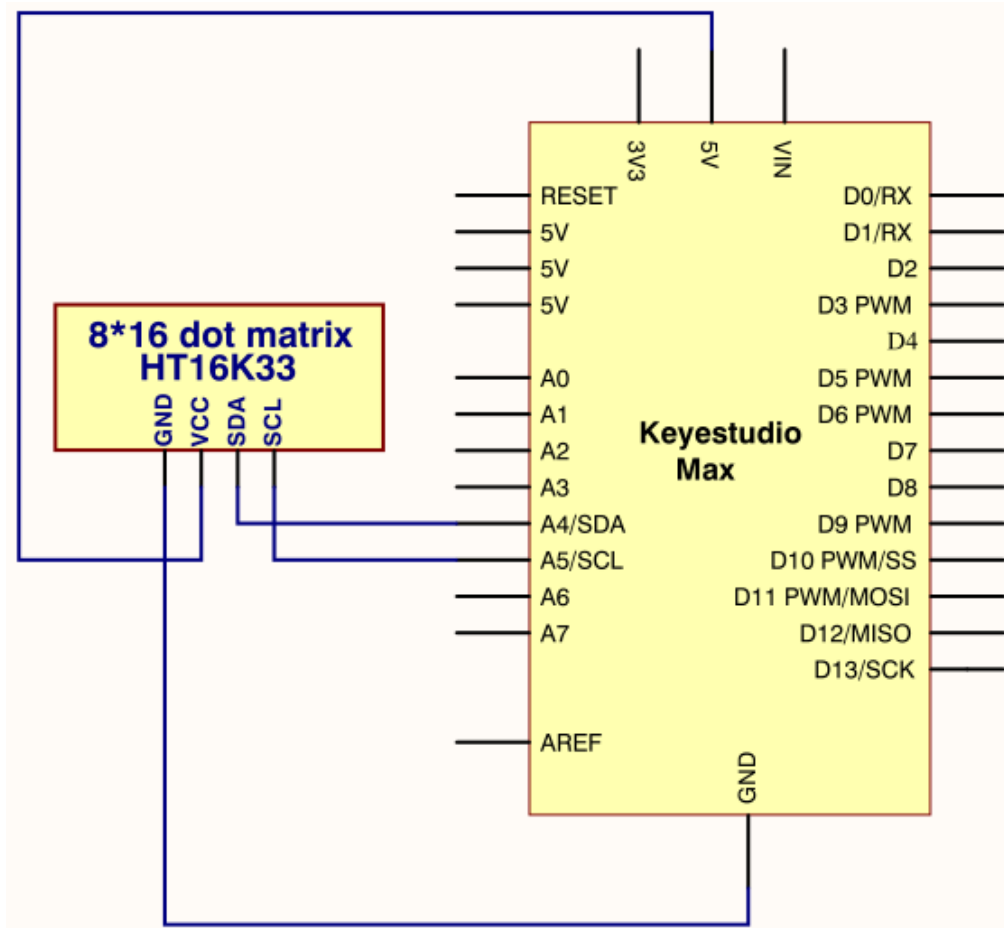 3V3
5V
VIN
RESET
5V
5V
5V
A0
A1
A2
A3
A4/SDA
A5/SCL
A6
A7
AREF
8*16 dot matrix
HT16K33
GND
VCC
SDA
SCL
Keyestudio
Max
D0/RX
D1/RX
D2
D3 PWM
D4
D5 PWM
D6 PWM
D7
D8
D9 PWM
D10 PWM/SS
D11 PWM/MOSI
D12/MISO
D13/SCK
GND